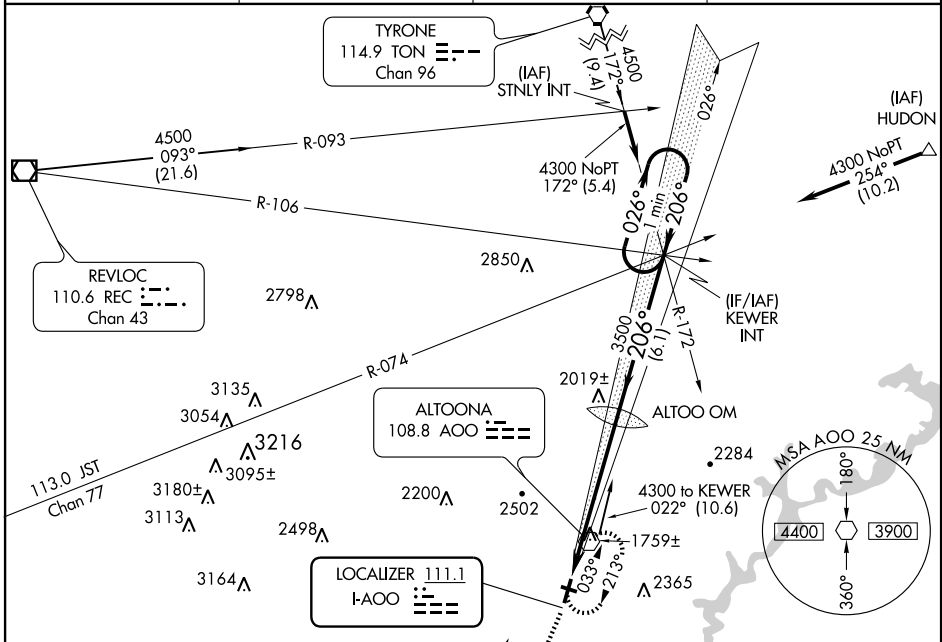 TYRONE
114.9 TON
Chan 96
4500
172°
(9.4)
(IAF)
STNLY INT
026°
(IAF)
HUDON
4300 NoPT
254°
(10.2)
4500
093°
(21.6)
R-093
4300 NoPT
172° (5.4)
R-106
026°
1 min
206°
REVLOC
110.6 REC
Chan 43
2850
2798
(IF/IAF)
KEWER
INT
R-172
3500
206°
(6.1)
R-074
3135
3054
3216
3095±
3180±
3113
2019±
ALTOO OM
ALTOONA
108.8 AOO
113.0 JST
Chan 77
2284
MSA AOO 25 NM
180°
4400
3900
360°
2200
2502
4300 to KEWER
022° (10.6)
2498
1759±
033°
213°
3164
LOCALIZER 111.1
I-AOO
2365